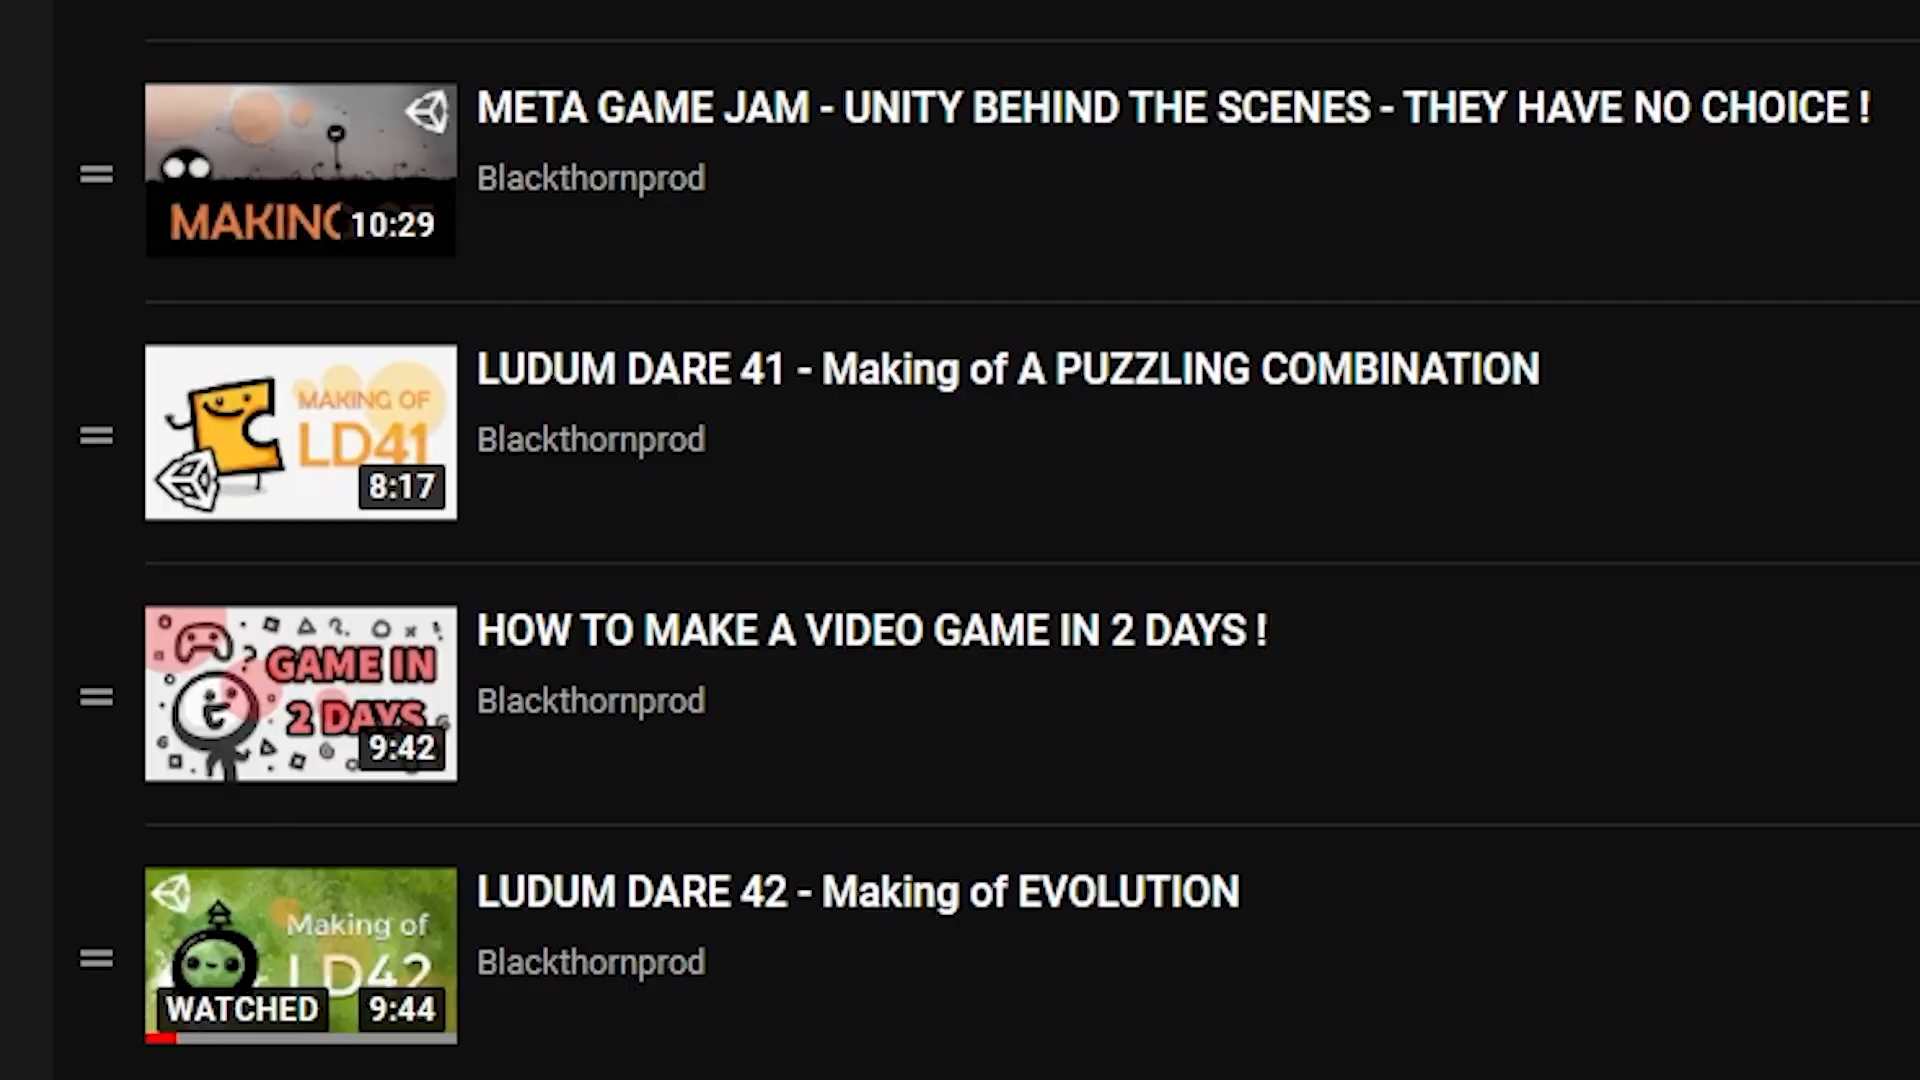 META GAME JAM - UNITY BEHIND THE SCENES - THEY HAVE NO CHOICE !
Blackthornprod
10:29
LUDUM DARE 41 - Making of A PUZZLING COMBINATION
Blackthornprod
MAKING OF
LD41
8:17
HOW TO MAKE A VIDEO GAME IN 2 DAYS !
Blackthornprod
GAME IN
2 DAYS
9:42
LUDUM DARE 42 - Making of EVOLUTION
Blackthornprod
Making of
LD42
WATCHED 9:44